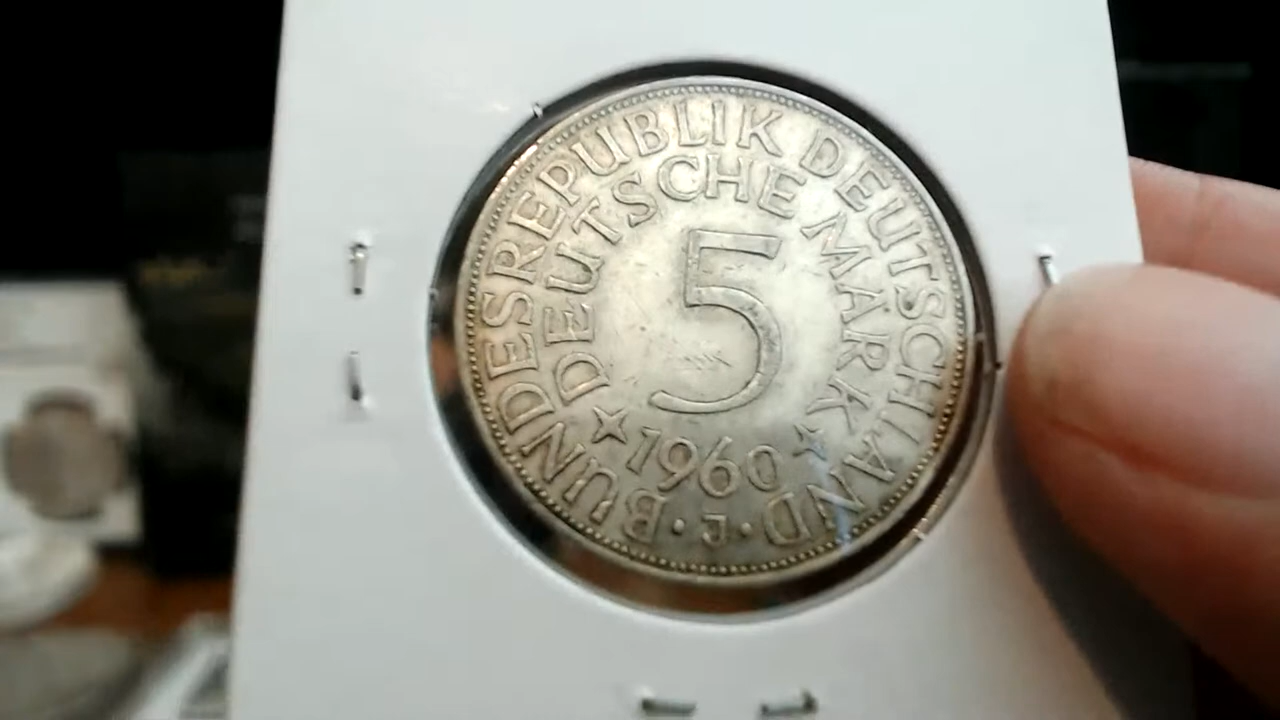 BUNDESREPUBLIK DEUTSCHLAND
DEUTSCHE MARK
5
1960
· J ·